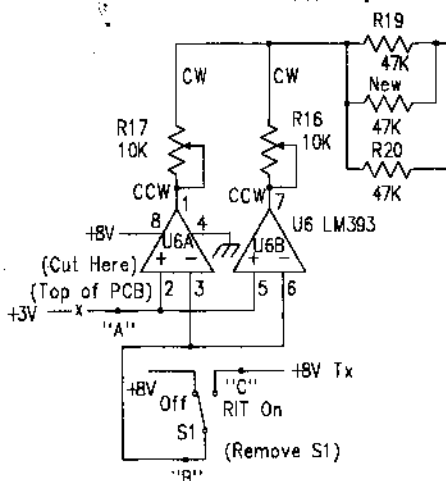 R19
47K
New
47K
R20
47K
CW
CW
R17
10K
R16
10K
CCW
CCW
1
7
+8V
8
4
U6A
U6B
U6 LM393
+
−
+
−
(Cut Here)
(Top of PCB)
2
3
5
6
+3V
x
"A"
+8V
Off
"C"
+8V Tx
RIT On
S1
(Remove S1)
"B"